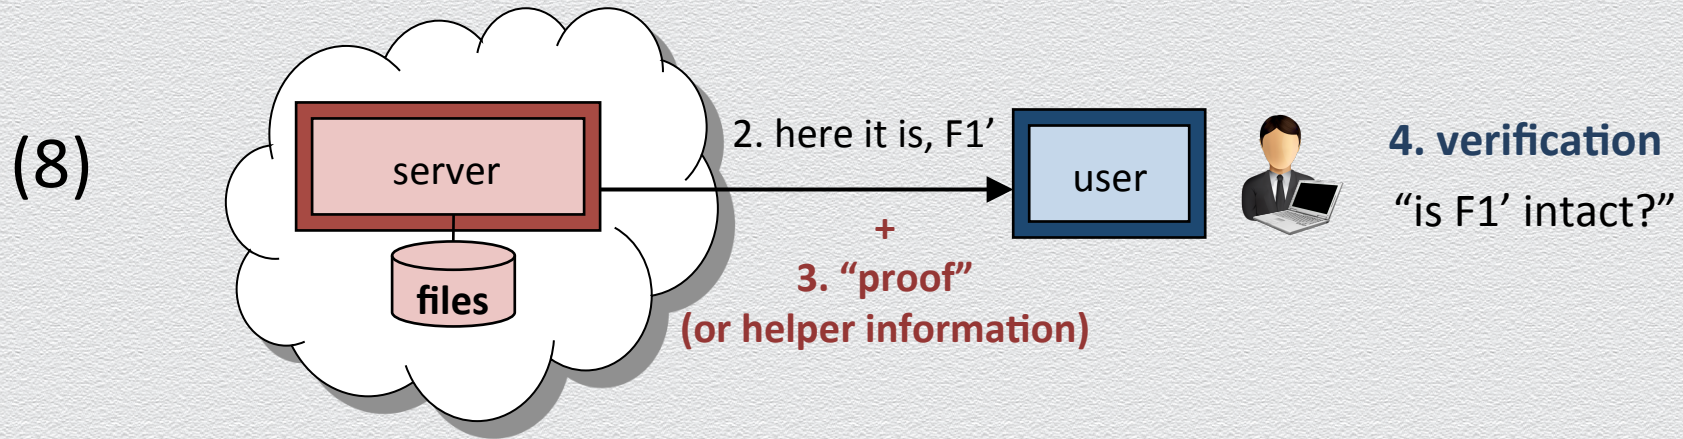 (8)
server
files
2. here it is, F1’
+
3. “proof”
(or helper information)
user
4. verification
“is F1’ intact?”